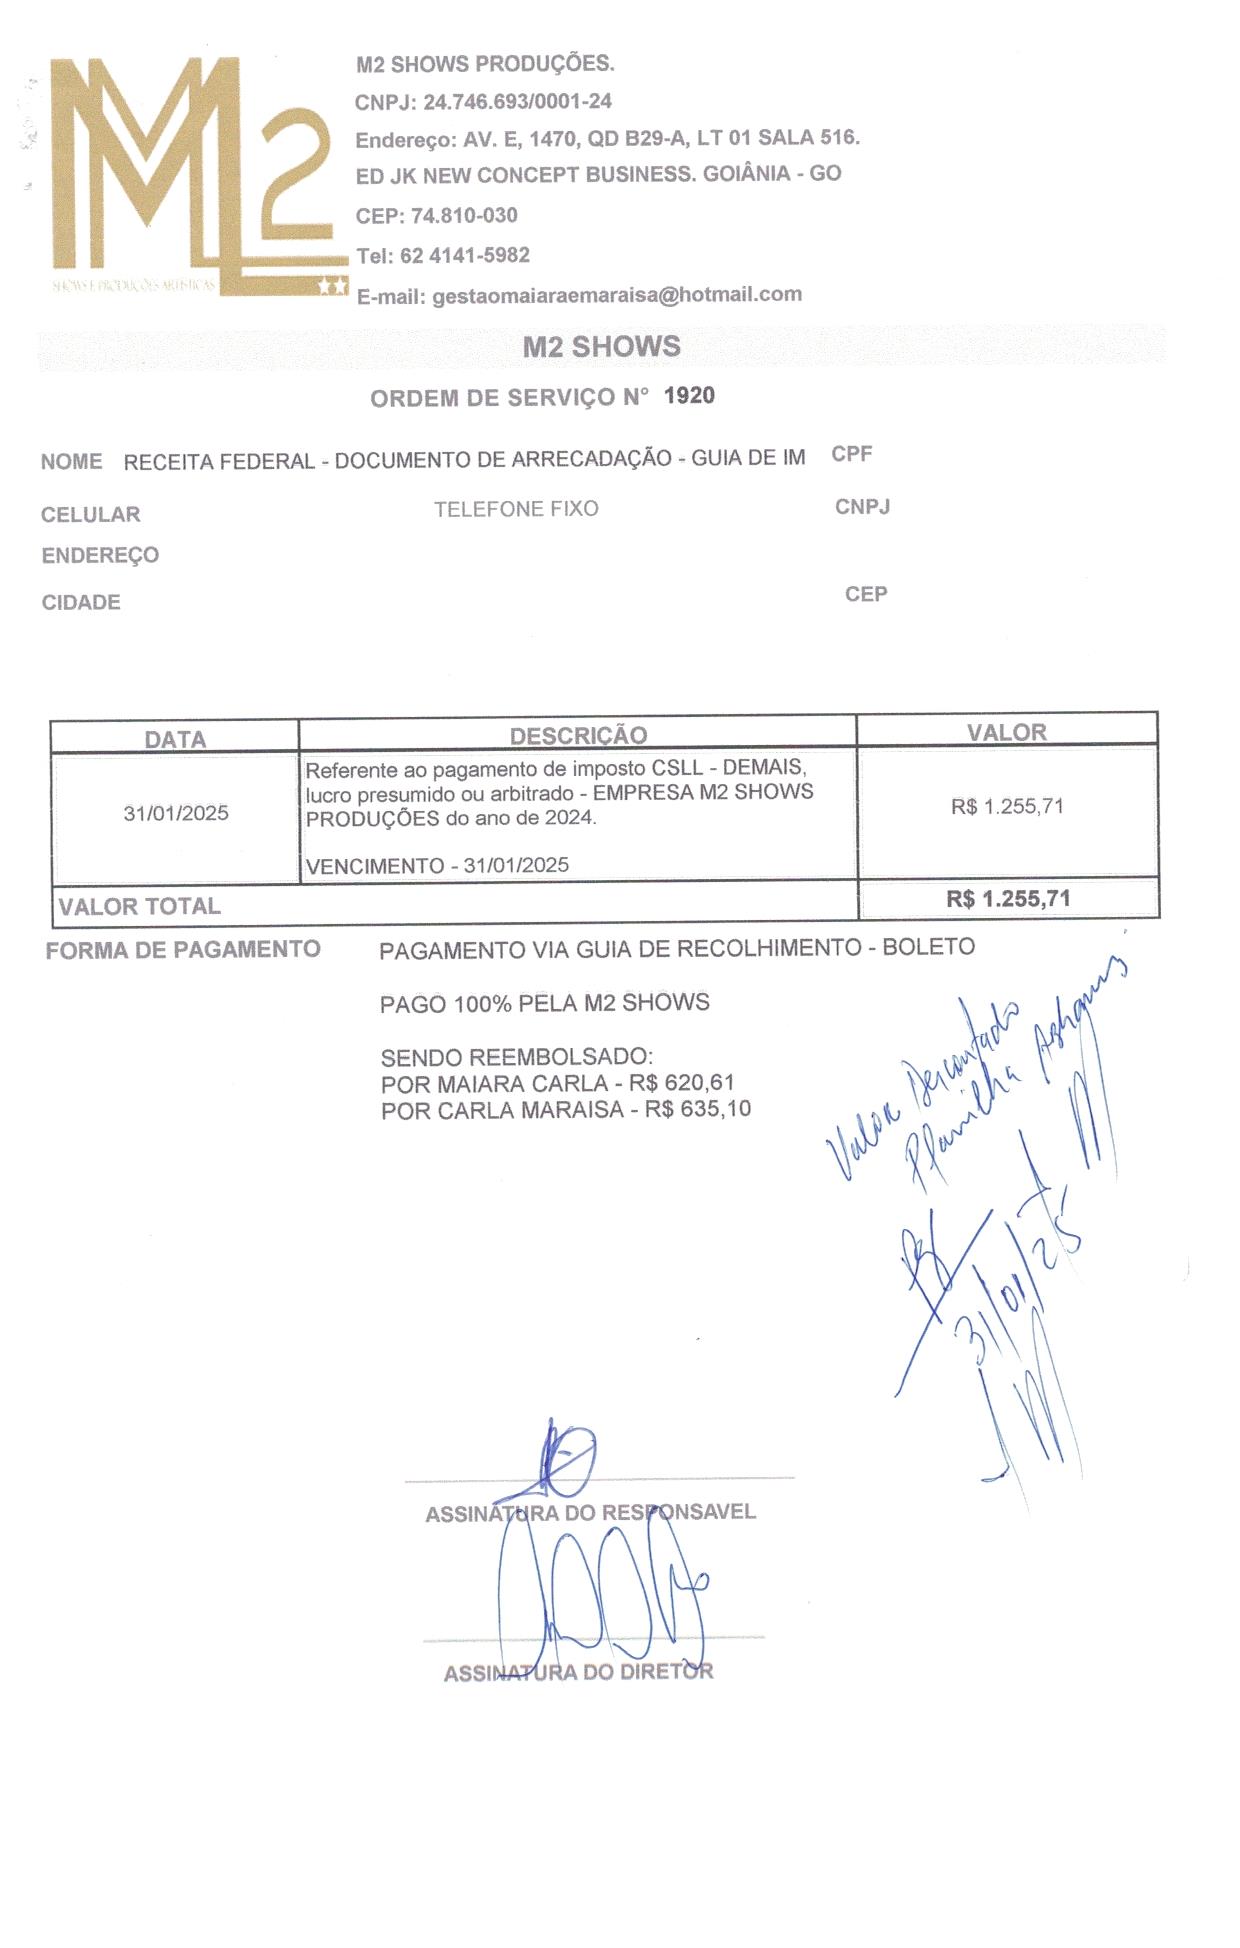 M2 SHOWS PRODUÇÕES.
CNPJ: 24.746.693/0001-24
Endereço: AV. E, 1470, QD B29-A, LT 01 SALA 516.
ED JK NEW CONCEPT BUSINESS. GOIÂNIA - GO
CEP: 74.810-030
Tel: 62 4141-5982
E-mail: gestaomaiaraemaraisa@hotmail.com
M2
SHOWS E PRODUÇÕES ARTÍSTICAS
M2 SHOWS
ORDEM DE SERVIÇO N° 1920
NOME RECEITA FEDERAL - DOCUMENTO DE ARRECADAÇÃO - GUIA DE IM CPF
CELULAR TELEFONE FIXO CNPJ
ENDEREÇO
CIDADE CEP
DATA DESCRIÇÃO VALOR
31/01/2025 Referente ao pagamento de imposto CSLL - DEMAIS, R$ 1.255,71
lucro presumido ou arbitrado - EMPRESA M2 SHOWS
PRODUÇÕES do ano de 2024.
VENCIMENTO - 31/01/2025
VALOR TOTAL R$ 1.255,71
FORMA DE PAGAMENTO PAGAMENTO VIA GUIA DE RECOLHIMENTO - BOLETO
PAGO 100% PELA M2 SHOWS
SENDO REEMBOLSADO:
POR MAIARA CARLA - R$ 620,61
POR CARLA MARAISA - R$ 635,10
Valor Descontado
Planilha
31/01/25
ASSINATURA DO RESPONSAVEL
ASSINATURA DO DIRETOR